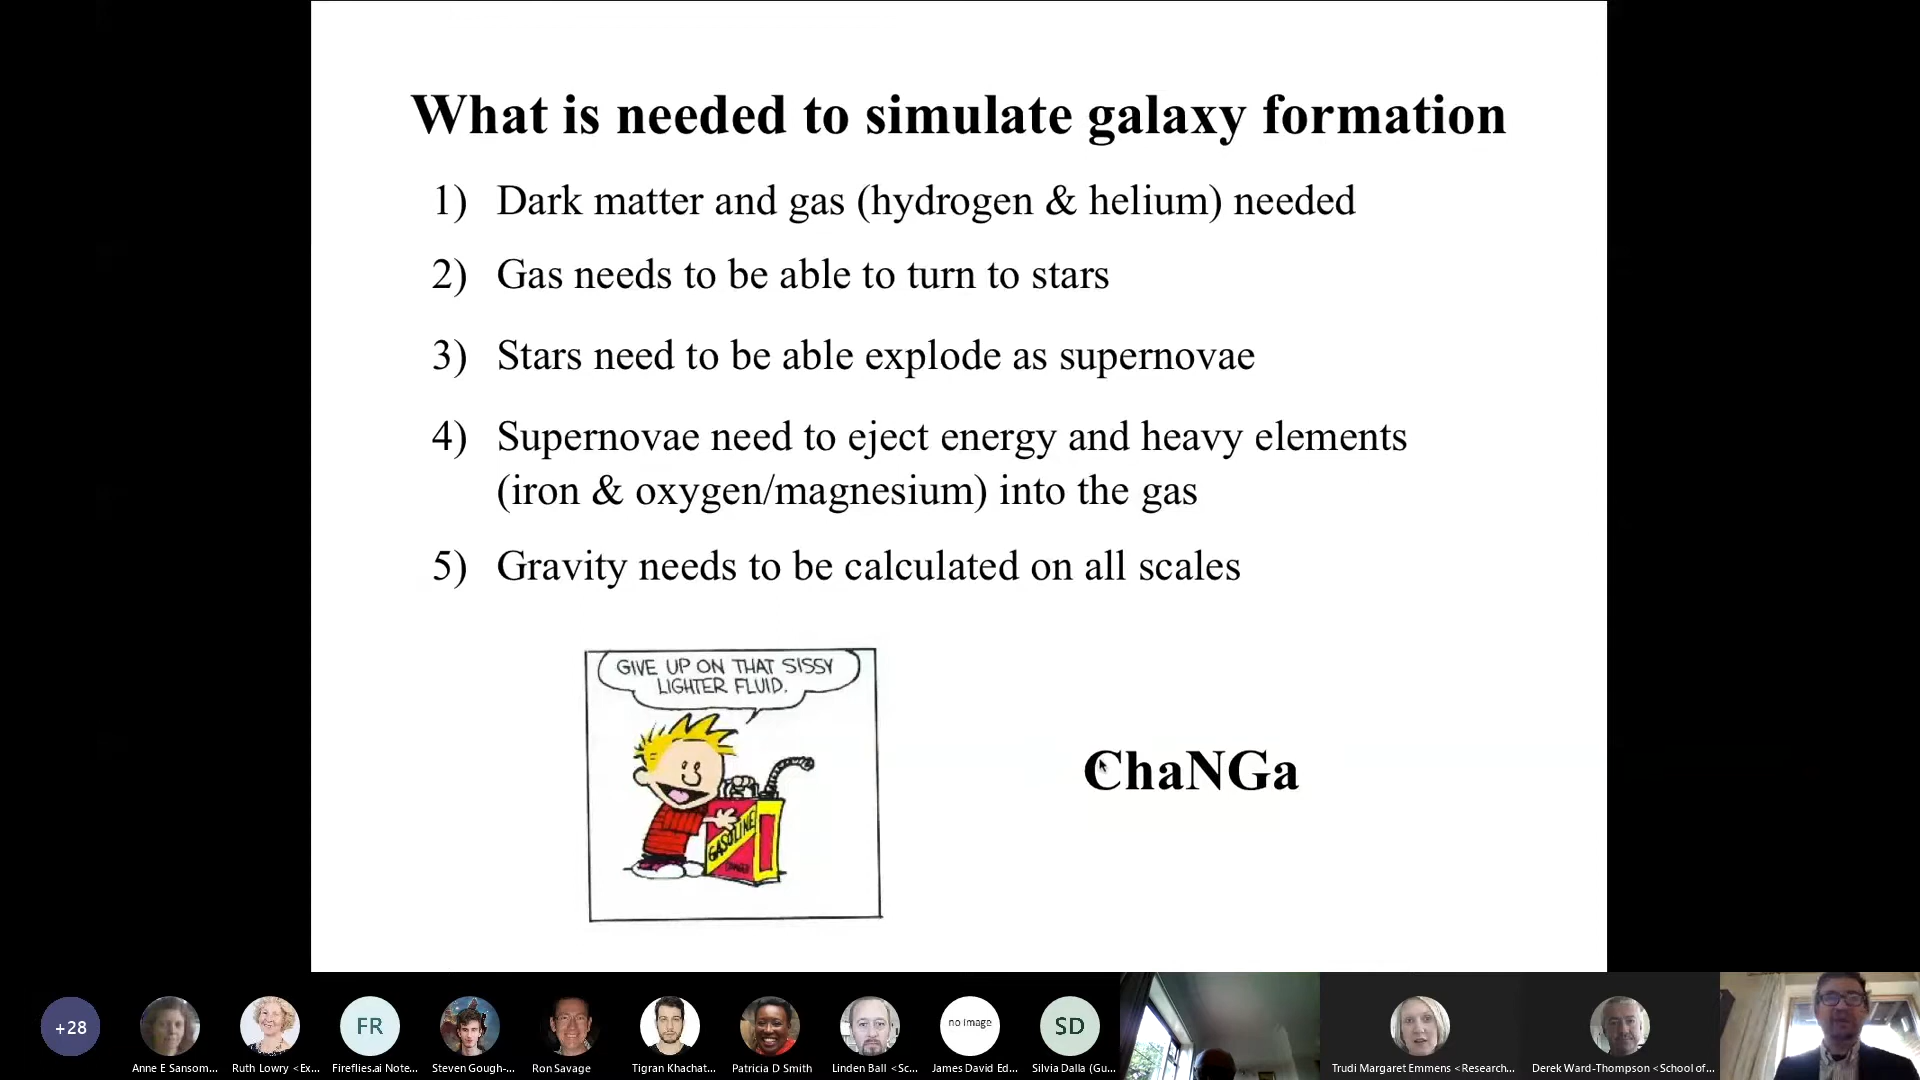 What is needed to simulate galaxy formation
1) Dark matter and gas (hydrogen & helium) needed
2) Gas needs to be able to turn to stars
3) Stars need to be able explode as supernovae
4) Supernovae need to eject energy and heavy elements
(iron & oxygen/magnesium) into the gas
5) Gravity needs to be calculated on all scales
GIVE UP ON THAT SISSY
LIGHTER FLUID.
GASOLINE
ChaNGa
+28
FR
no image
SD
Anne E Sansom...
Ruth Lowry <Ex...
Fireflies.ai Note...
Steven Gough-...
Ron Savage
Tigran Khachat...
Patricia D Smith
Linden Ball <Sc...
James David Ed...
Silvia Dalla (Gu...
Trudi Margaret Emmens <Research...
Derek Ward-Thompson <School of...